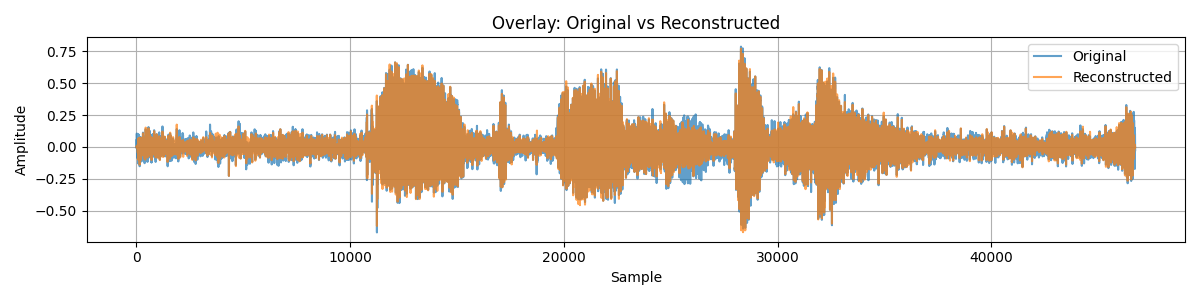 Overlay: Original vs Reconstructed
Original
Reconstructed
Amplitude
0.75
0.50
0.25
0.00
−0.25
−0.50
0
10000
20000
30000
40000
Sample